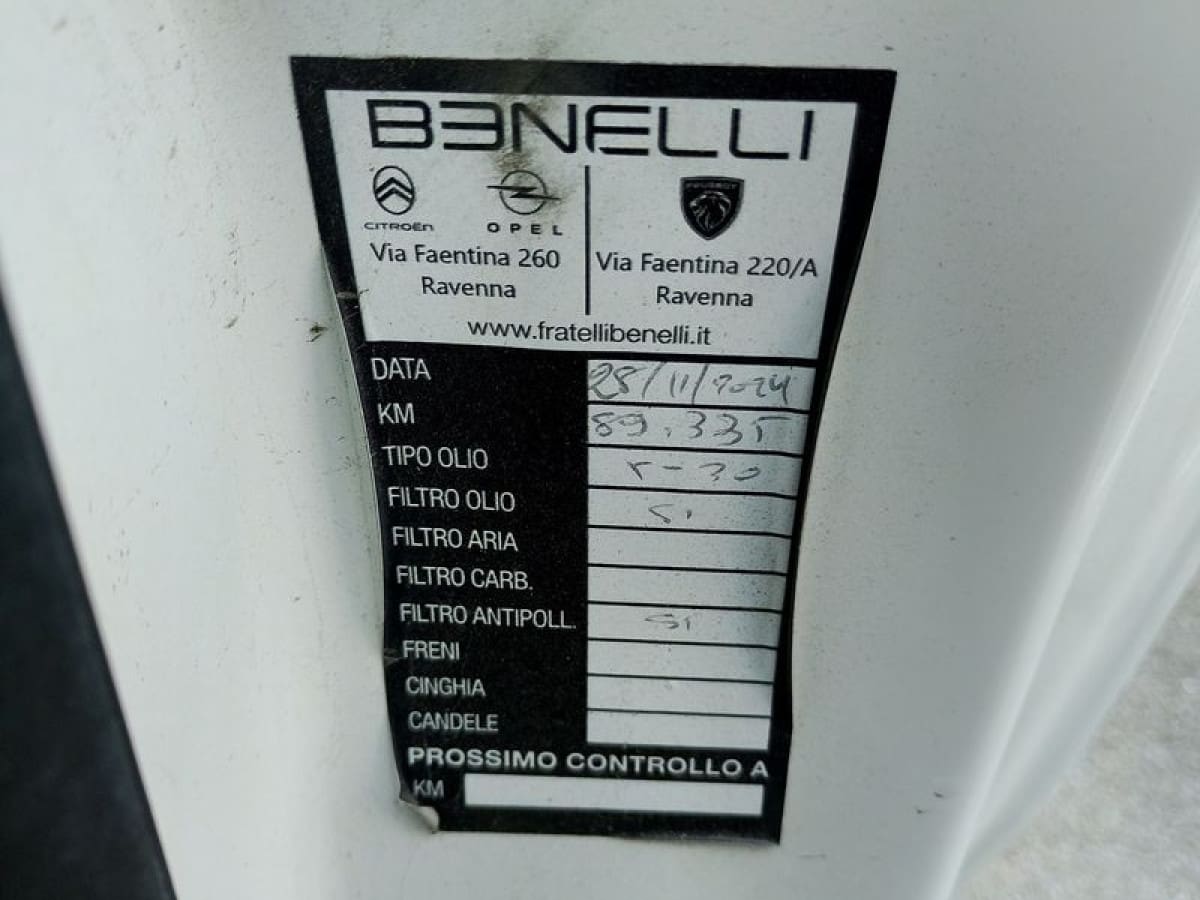 BENELLI
CITROËN OPEL PEUGEOT
Via Faentina 260
Ravenna
Via Faentina 220/A
Ravenna
www.fratellibenelli.it
DATA 28/11/2024
KM 89.335
TIPO OLIO 5-30
FILTRO OLIO Si
FILTRO ARIA
FILTRO CARB.
FILTRO ANTIPOLL. Si
FRENI
CINGHIA
CANDELE
PROSSIMO CONTROLLO A
KM